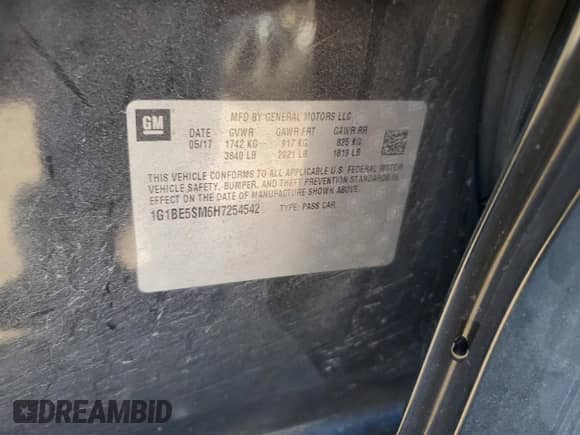 GM
MFD BY GENERAL MOTORS LLC
05/17 GVWR GAWR FRT GAWR RR
1742 KG 917 KG 825 KG
3840 LB 2021 LB 1819 LB
THIS VEHICLE CONFORMS TO ALL APPLICABLE U.S. FEDERAL MOTOR
VEHICLE SAFETY, BUMPER, AND THEFT PREVENTION STANDARDS IN
EFFECT ON THE DATE OF MANUFACTURE SHOWN ABOVE.
1G1BE5SM6H7254542 TYPE: PASS CAR
DREAMBID